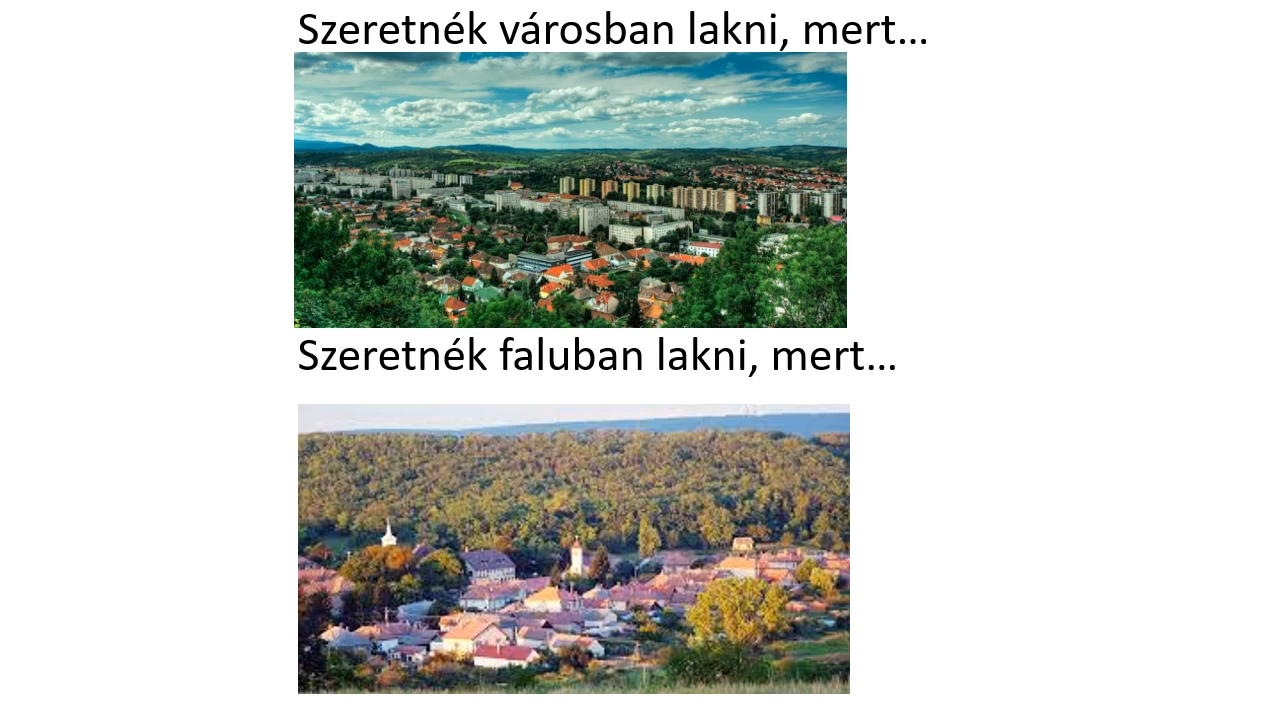 Szeretnék városban lakni, mert…
Szeretnék faluban lakni, mert…